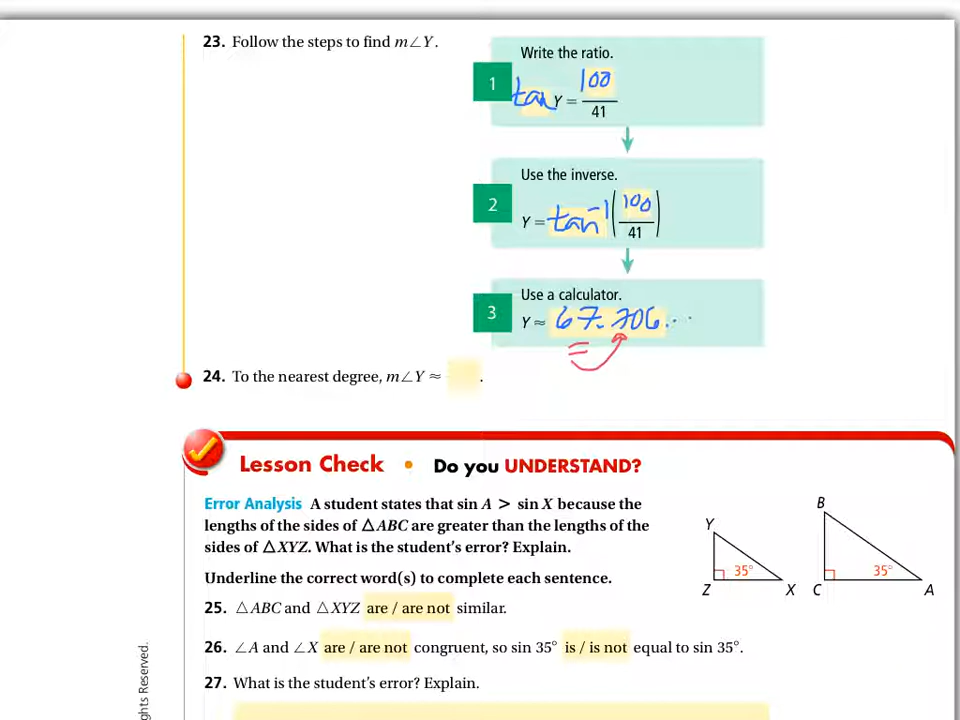 23. Follow the steps to find m∠Y.
Write the ratio.
1
tan Y = 100/41
Use the inverse.
2
Y = tan⁻¹(100/41)
Use a calculator.
3
Y ≈ 67.706...
24. To the nearest degree, m∠Y ≈ .
Lesson Check • Do you UNDERSTAND?
Error Analysis A student states that sin A > sin X because the
lengths of the sides of △ABC are greater than the lengths of the
sides of △XYZ. What is the student's error? Explain.
Y
35°
Z
X
B
35°
C
A
Underline the correct word(s) to complete each sentence.
25. △ABC and △XYZ are / are not similar.
26. ∠A and ∠X are / are not congruent, so sin 35° is / is not equal to sin 35°.
27. What is the student's error? Explain.
ghts Reserved.